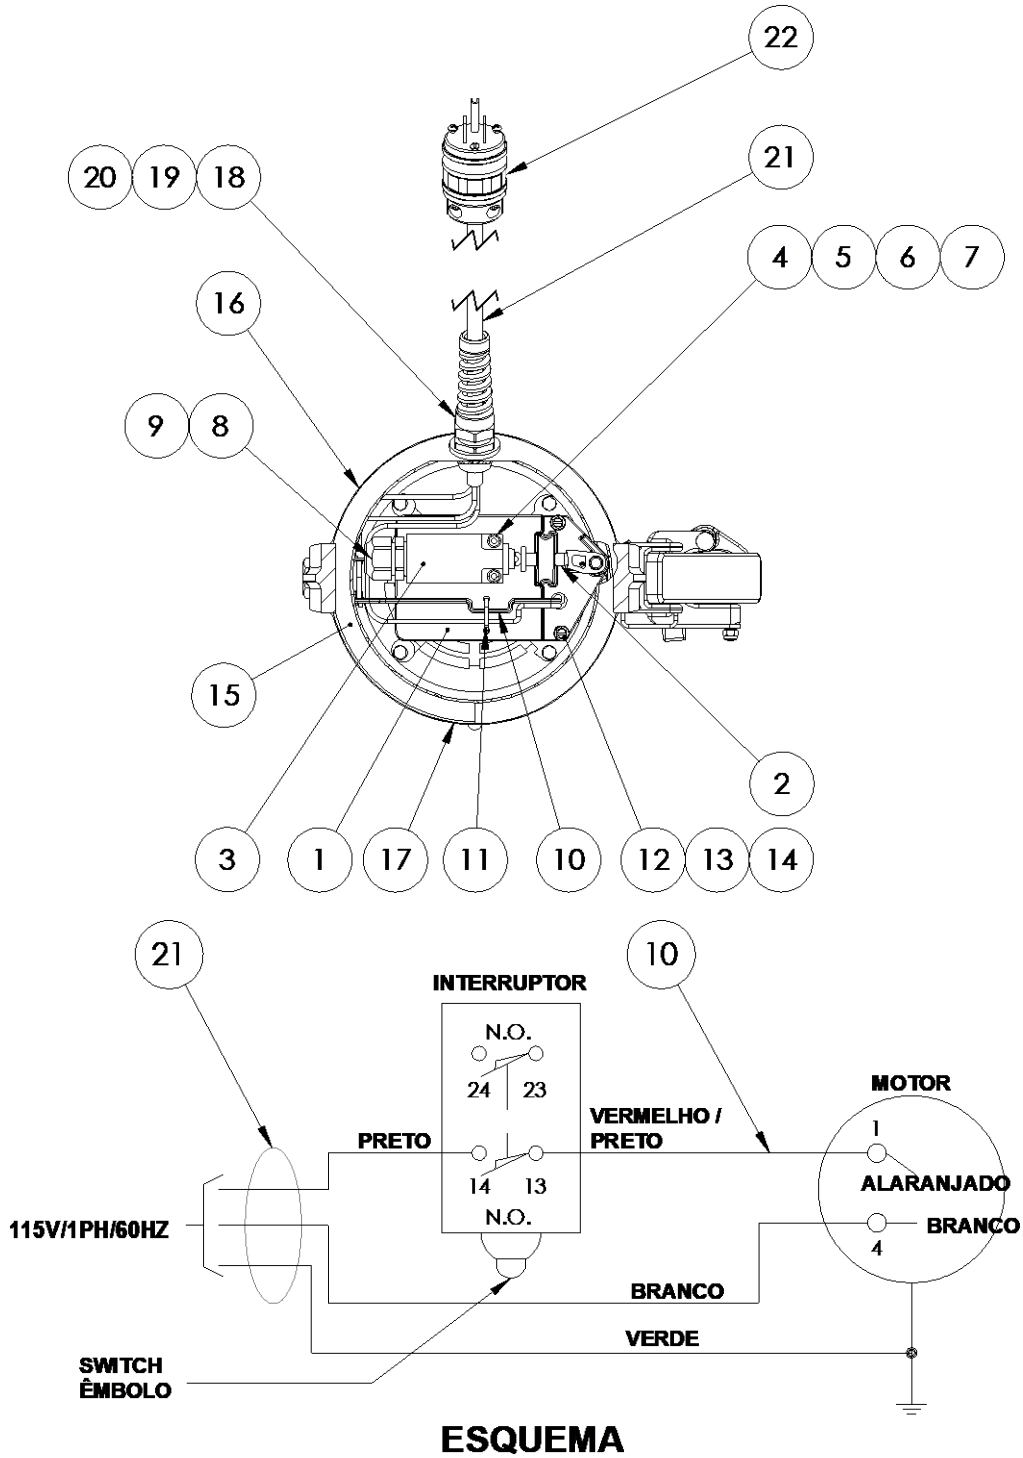 22
21
20 19 18
4 5 6 7
16
9 8
15
2
3 1 17 11 10 12 13 14
21
10
INTERRUPTOR
N.O.
24 23
MOTOR
VERMELHO /
PRETO PRETO
1
14 13
ALARANJADO
N.O.
115V/1PH/60HZ
BRANCO
4
BRANCO
VERDE
SWITCH
ÊMBOLO
ESQUEMA